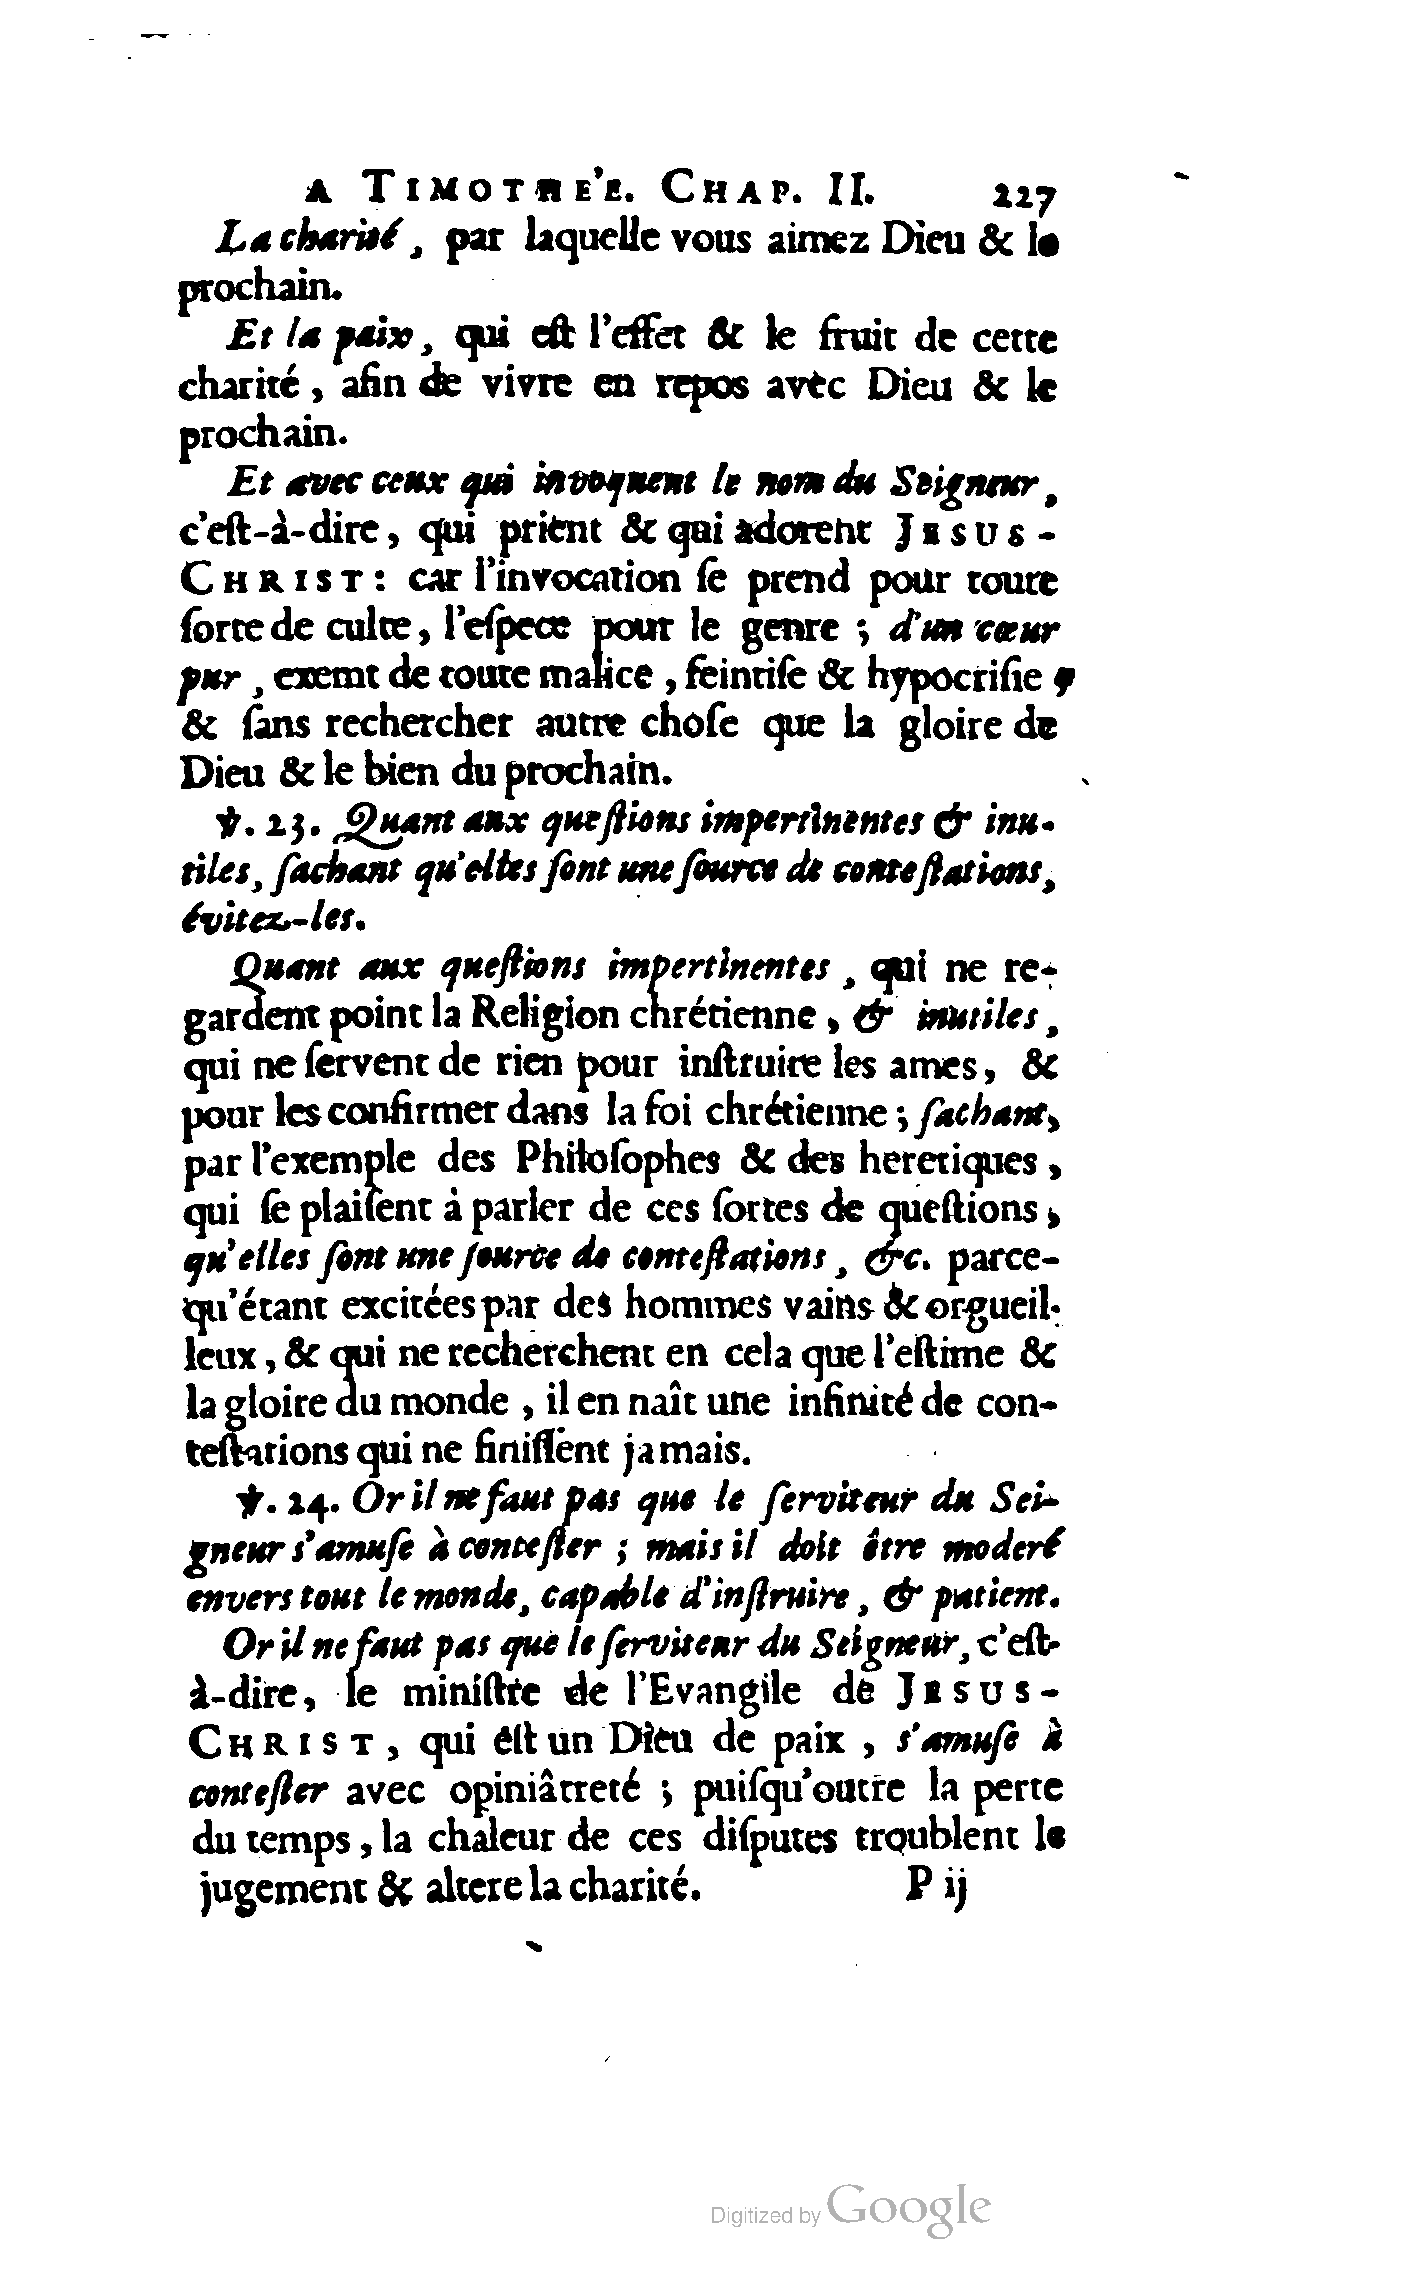 A TIMOTHE'E. CHAP. II. 227
La charité, par laquelle vous aimez Dieu & le
prochain.
Et la paix, qui eſt l'effet & le fruit de cette
charité, afin de vivre en repos avec Dieu & le
prochain.
Et avec ceux qui invoquent le nom du Seigneur,
c'eſt-à-dire, qui prient & qui adorent JESUS-
CHRIST: car l'invocation ſe prend pour toute
ſorte de culte, l'eſpece pour le genre ; d'un cœur
pur, exemt de toute malice, feintiſe & hypocriſie,
& ſans rechercher autre choſe que la gloire de
Dieu & le bien du prochain.
℣. 23. Quant aux queſtions impertinentes & inu-
tiles, ſachant qu'elles ſont une ſource de conteſtations,
évitez-les.
Quant aux queſtions impertinentes, qui ne re-
gardent point la Religion chrétienne, & inutiles,
qui ne ſervent de rien pour inſtruire les ames, &
pour les confirmer dans la foi chrétienne ; ſachant,
par l'exemple des Philoſophes & des heretiques,
qui ſe plaiſent à parler de ces ſortes de queſtions,
qu'elles ſont une ſource de conteſtations, &c. parce-
qu'étant excitées par des hommes vains & orgueil-
leux, & qui ne recherchent en cela que l'eſtime &
la gloire du monde, il en naît une infinité de con-
teſtations qui ne finiſſent jamais.
℣. 24. Or il ne faut pas que le ſerviteur du Sei-
gneur s'amuſe à conteſter ; mais il doit être moderé
envers tout le monde, capable d'inſtruire, & patient.
Or il ne faut pas que le ſerviteur du Seigneur, c'eſt-
à-dire, le miniſtre de l'Evangile de JESUS-
CHRIST, qui eſt un Dieu de paix, s'amuſe à
conteſter avec opiniâtreté ; puiſqu'outre la perte
du temps, la chaleur de ces diſputes troublent le
jugement & altere la charité. P ij
Digitized by Google